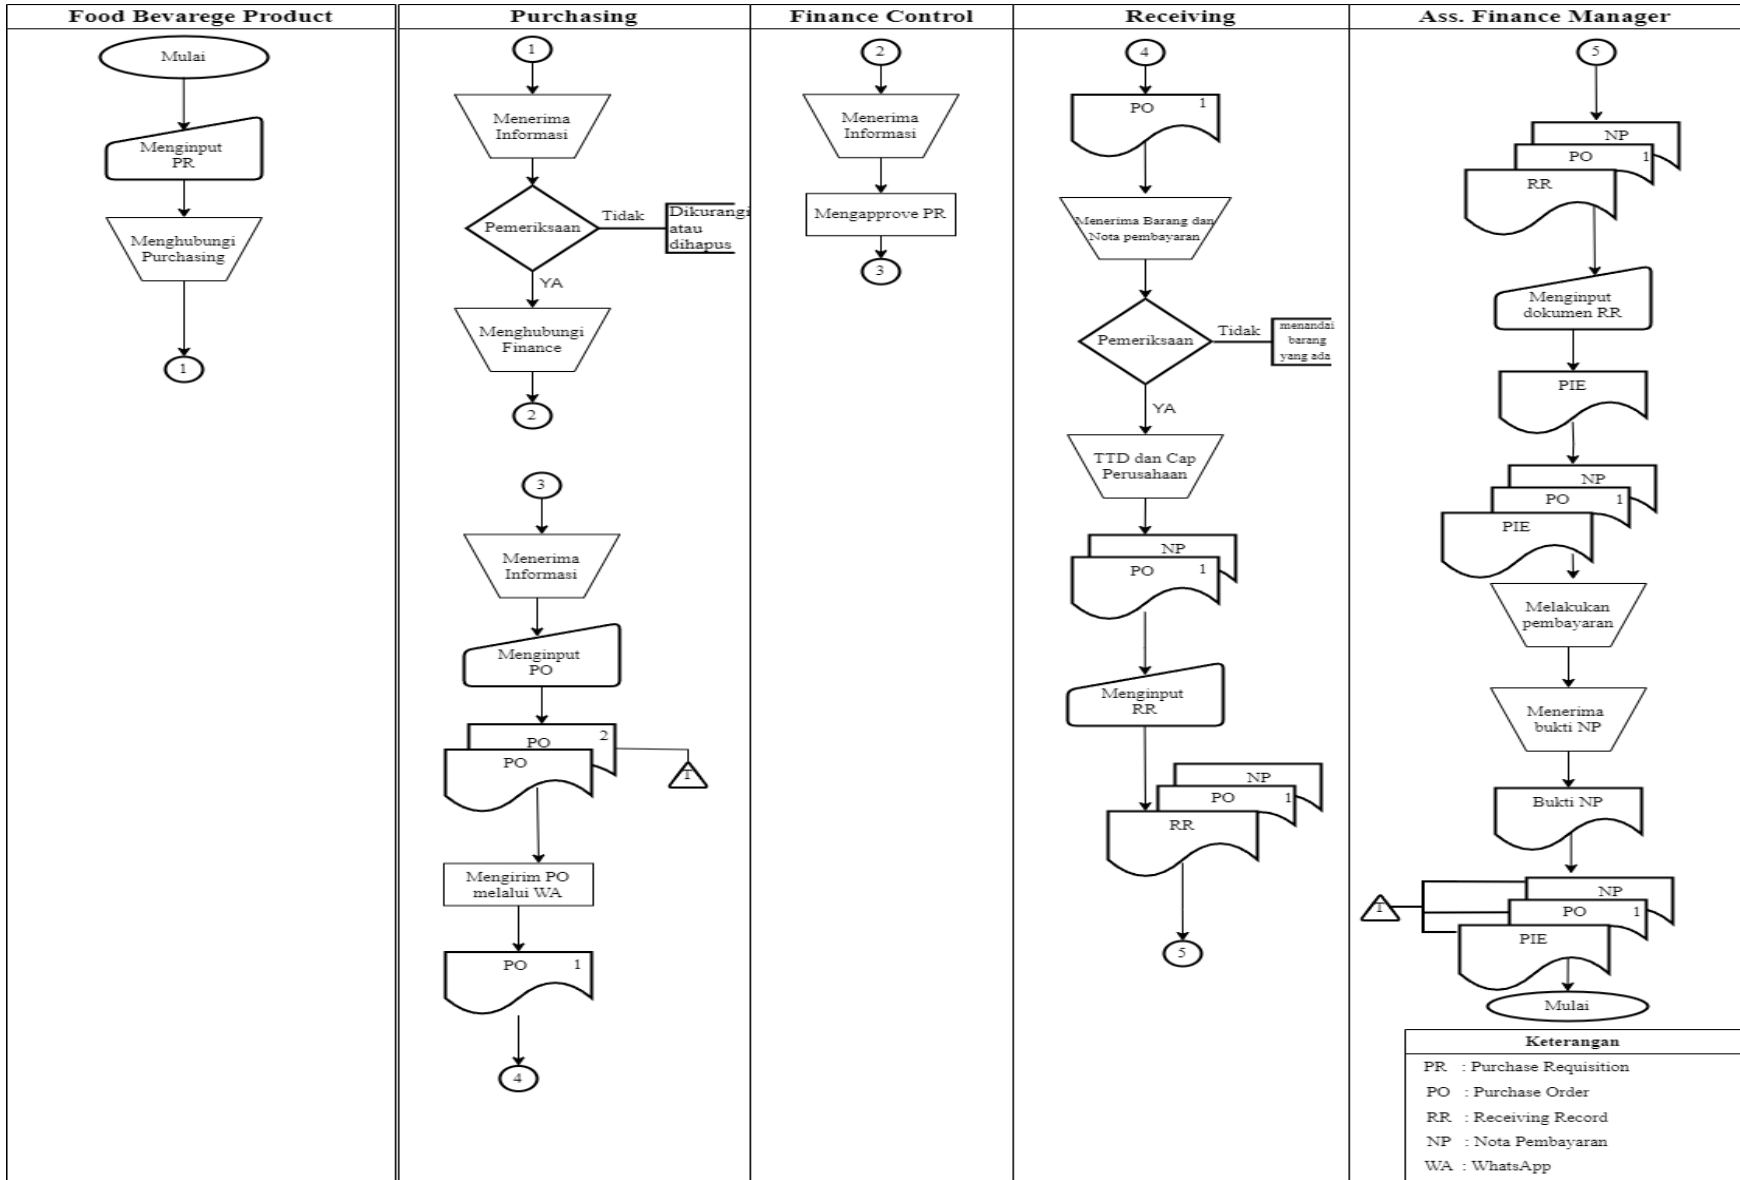 Food Bevarege Product
Mulai
Menginput
PR
Menghubungi
Purchasing
1
Purchasing
1
Menerima
Informasi
Pemeriksaan
Tidak
Dikurangi
atau
dihapus
YA
Menghubungi
Finance
2
3
Menerima
Informasi
Menginput
PO
PO 2
PO
T
Mengirim PO
melalui WA
PO 1
4
Finance Control
2
Menerima
Informasi
Mengapprove PR
3
Receiving
4
PO 1
Menerima Barang dan
Nota pembayaran
Pemeriksaan
Tidak
menandai
barang
yang ada
YA
TTD dan Cap
Perusahaan
NP
PO 1
Menginput
RR
NP
PO 1
RR
5
Ass. Finance Manager
5
NP
PO 1
RR
Menginput
dokumen RR
PIE
NP
PO 1
PIE
Melakukan
pembayaran
Menerima
bukti NP
Bukti NP
NP
T
PO 1
PIE
Mulai
Keterangan
PR : Purchase Requisition
PO : Purchase Order
RR : Receiving Record
NP : Nota Pembayaran
WA : WhatsApp